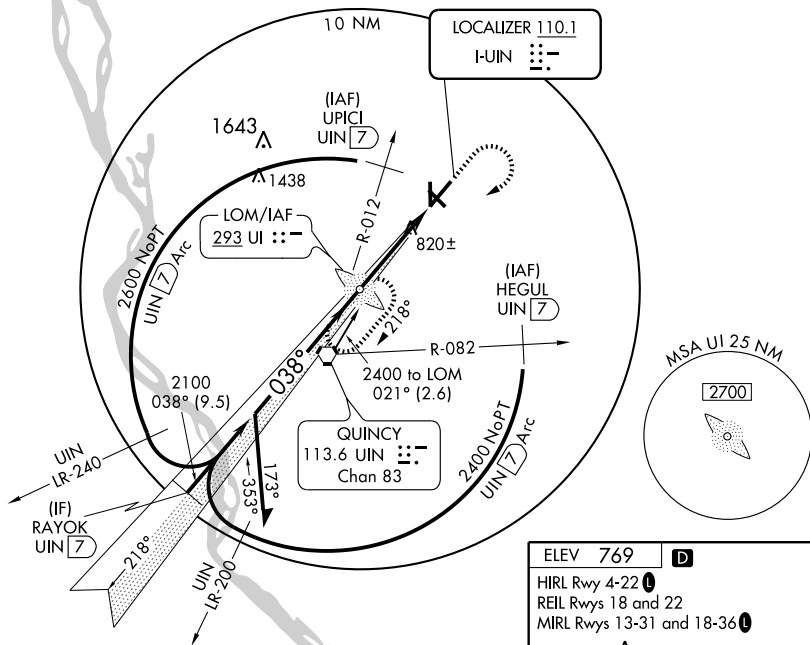 10 NM
LOCALIZER 110.1
I-UIN
(IAF)
UPICI
UIN 7
1643
1438
LOM/IAF
293 UI
R-012
820±
2600 NoPT
UIN 7 Arc
(IAF)
HEGUL
UIN 7
218°
R-082
MSA UI 25 NM
2700
038°
2400 to LOM
021° (2.6)
2100
038° (9.5)
QUINCY
113.6 UIN
Chan 83
2400 NoPT
UIN 7 Arc
UIN
LR-240
(IF)
RAYOK
UIN 7
173°
353°
218°
UIN
LR-200
ELEV 769 D
HIRL Rwy 4-22 L
REIL Rwys 18 and 22
MIRL Rwys 13-31 and 18-36 L